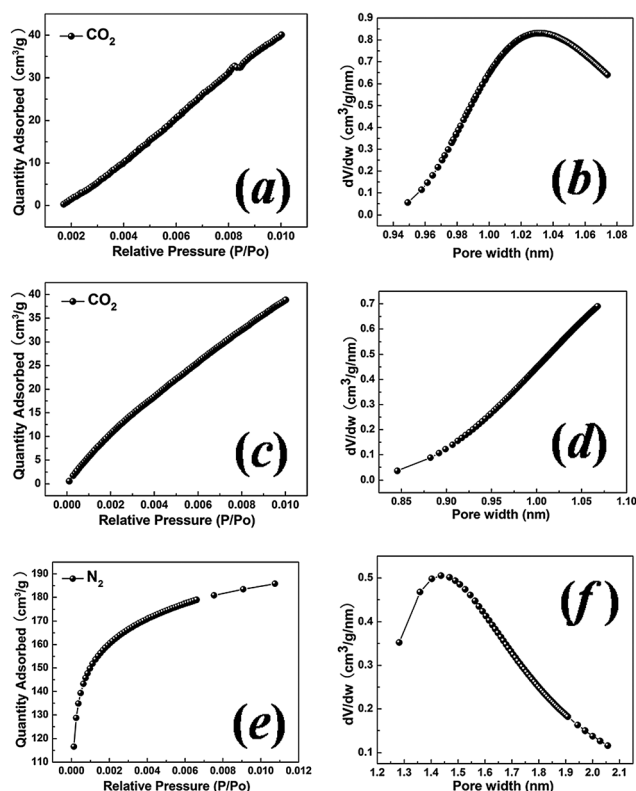 40
30
20
10
0
Quantity Adsorbed (cm³/g)
CO₂
(a)
0.002 0.004 0.006 0.008 0.010
Relative Pressure (P/Po)
0.9
0.8
0.7
0.6
0.5
0.4
0.3
0.2
0.1
0.0
dV/dw (cm³/g/nm)
(b)
0.94 0.96 0.98 1.00 1.02 1.04 1.06 1.08
Pore width (nm)
40
35
30
25
20
15
10
5
0
Quantity Adsorbed (cm³/g)
CO₂
(c)
0.000 0.002 0.004 0.006 0.008 0.010
Relative Pressure (P/Po)
0.7
0.6
0.5
0.4
0.3
0.2
0.1
0.0
dV/dw (cm³/g/nm)
(d)
0.85 0.90 0.95 1.00 1.05 1.10
Pore width (nm)
190
180
170
160
150
140
130
120
110
Quantity Adsorbed (cm³/g)
N₂
(e)
0.000 0.002 0.004 0.006 0.008 0.010 0.012
Relative Pressure (P/Po)
0.5
0.4
0.3
0.2
0.1
dV/dw (cm³/g/nm)
(f)
1.2 1.3 1.4 1.5 1.6 1.7 1.8 1.9 2.0 2.1
Pore width (nm)